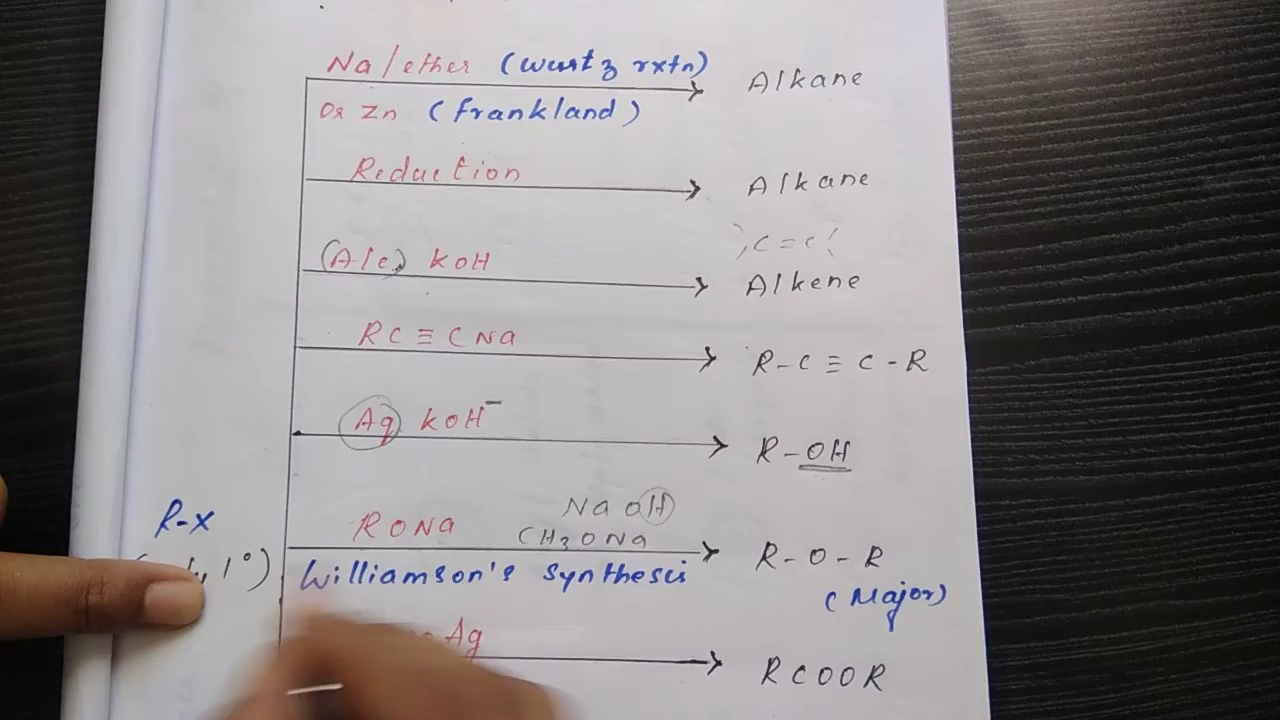 Na/ether (wurtz rxtn)
Alkane
Or Zn (frankland)
Reduction
Alkane
C=C
(Alc) KOH
Alkene
RC≡CNa
R-C≡C-R
Aq KOH⁻
R-OH
R-X
NaOH
RONa
CH3ONa
R-O-R
1°)
Williamson's Synthesis
(Major)
Ag
RCOOR